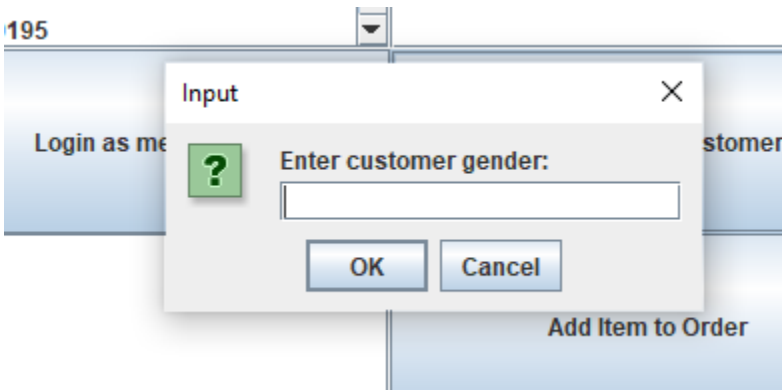 195
Input
Login as me
Enter customer gender:
stomer
OK
Cancel
Add Item to Order